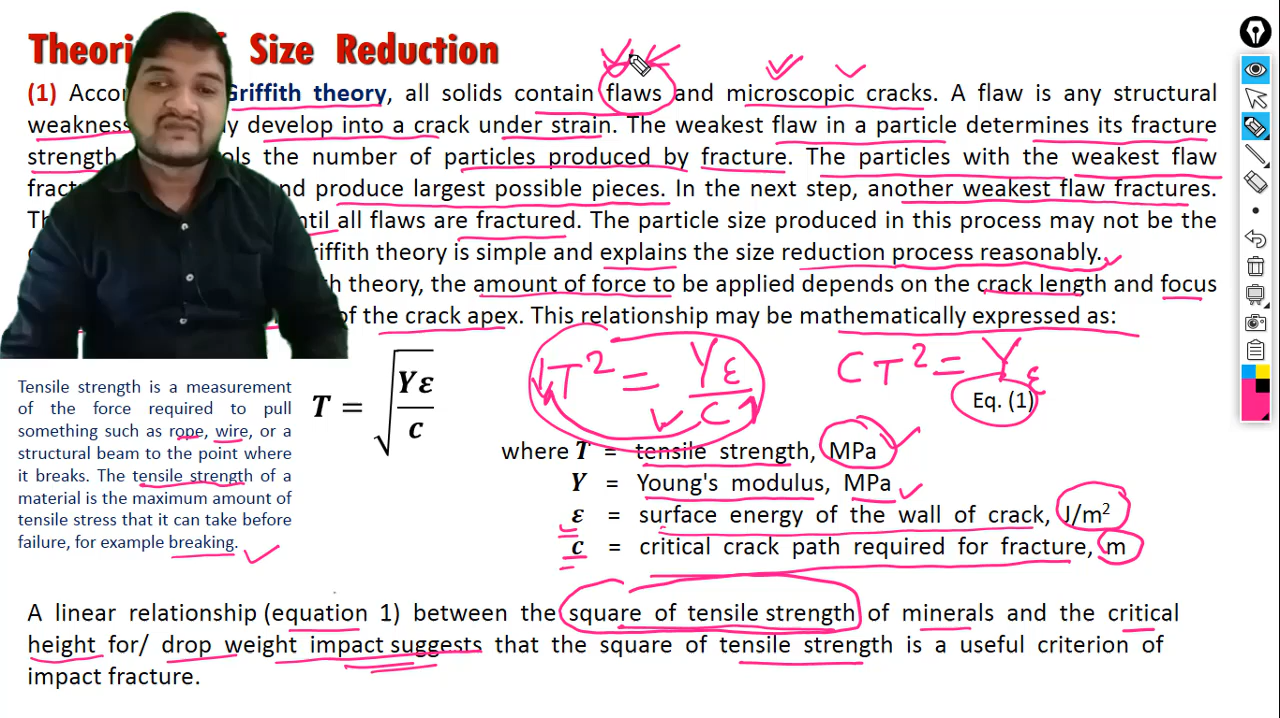 Theori f Size Reduction
(1) Acco Griffith theory, all solids contain flaws and microscopic cracks. A flaw is any structural
weakness y develop into a crack under strain. The weakest flaw in a particle determines its fracture
strength ols the number of particles produced by fracture. The particles with the weakest flaw
fract nd produce largest possible pieces. In the next step, another weakest flaw fractures.
Th ntil all flaws are fractured. The particle size produced in this process may not be the
riffith theory is simple and explains the size reduction process reasonably.
th theory, the amount of force to be applied depends on the crack length and focus
of the crack apex. This relationship may be mathematically expressed as:
T = √(Yε/c)
T² = Yε/C
CT² = Yε
Eq. (1)
Tensile strength is a measurement
of the force required to pull
something such as rope, wire, or a
structural beam to the point where
it breaks. The tensile strength of a
material is the maximum amount of
tensile stress that it can take before
failure, for example breaking.
where T = tensile strength, MPa
Y = Young's modulus, MPa
ε = surface energy of the wall of crack, J/m²
c = critical crack path required for fracture, m
A linear relationship (equation 1) between the square of tensile strength of minerals and the critical
height for/ drop weight impact suggests that the square of tensile strength is a useful criterion of
impact fracture.